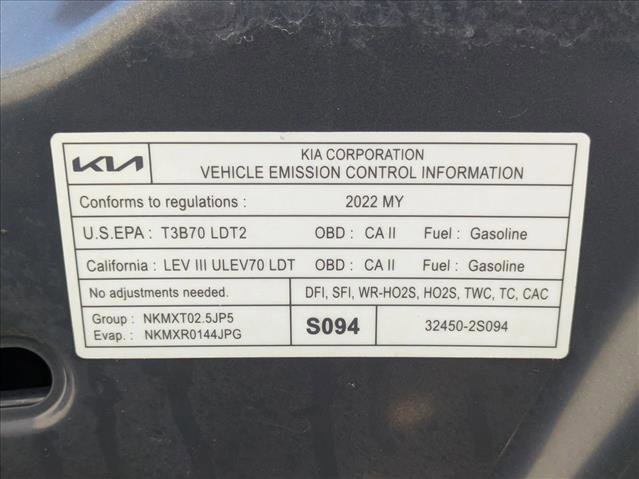 KIA
KIA CORPORATION
VEHICLE EMISSION CONTROL INFORMATION
Conforms to regulations : 2022 MY
U.S.EPA : T3B70 LDT2 OBD : CA II Fuel : Gasoline
California : LEV III ULEV70 LDT OBD : CA II Fuel : Gasoline
No adjustments needed. DFI, SFI, WR-HO2S, HO2S, TWC, TC, CAC
Group : NKMXT02.5JP5
Evap. : NKMXR0144JPG
S094
32450-2S094